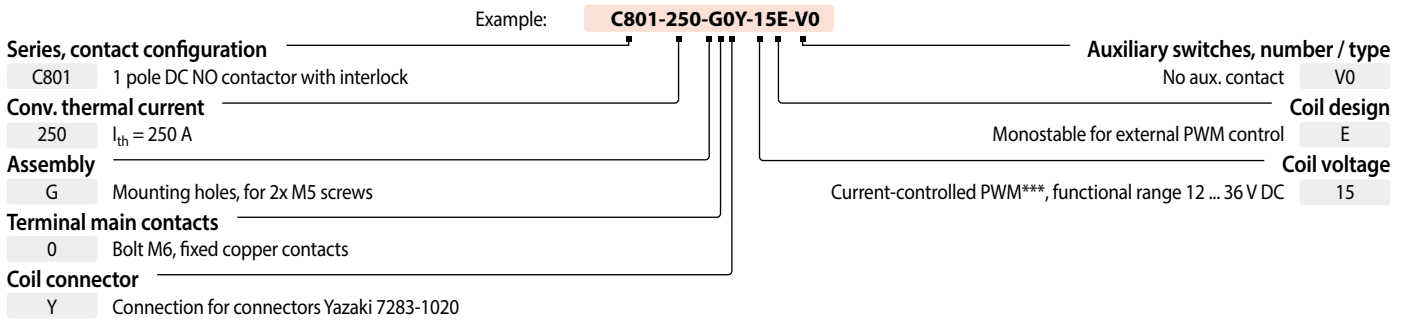 Example: C801-250-G0Y-15E-V0
Series, contact configuration
C801 1 pole DC NO contactor with interlock
Conv. thermal current
250 Ith = 250 A
Assembly
G Mounting holes, for 2x M5 screws
Terminal main contacts
0 Bolt M6, fixed copper contacts
Coil connector
Y Connection for connectors Yazaki 7283-1020
Auxiliary switches, number / type
No aux. contact V0
Coil design
Monostable for external PWM control E
Coil voltage
Current-controlled PWM***, functional range 12 ... 36 V DC 15